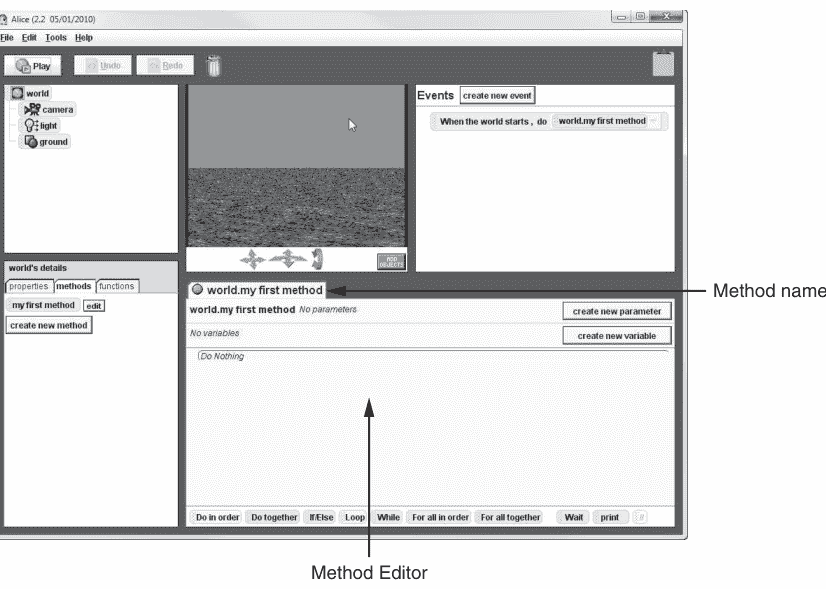 Alice (2.2 05/01/2010)
File Edit Tools Help
Play Undo Redo
world
camera
light
ground
Events create new event
When the world starts , do world.my first method
ADD OBJECTS
world's details
properties methods functions
my first method edit
create new method
world.my first method
Method name
world.my first method No parameters
create new parameter
No variables
create new variable
Do Nothing
Do in order Do together If/Else Loop While For all in order For all together Wait print //
Method Editor